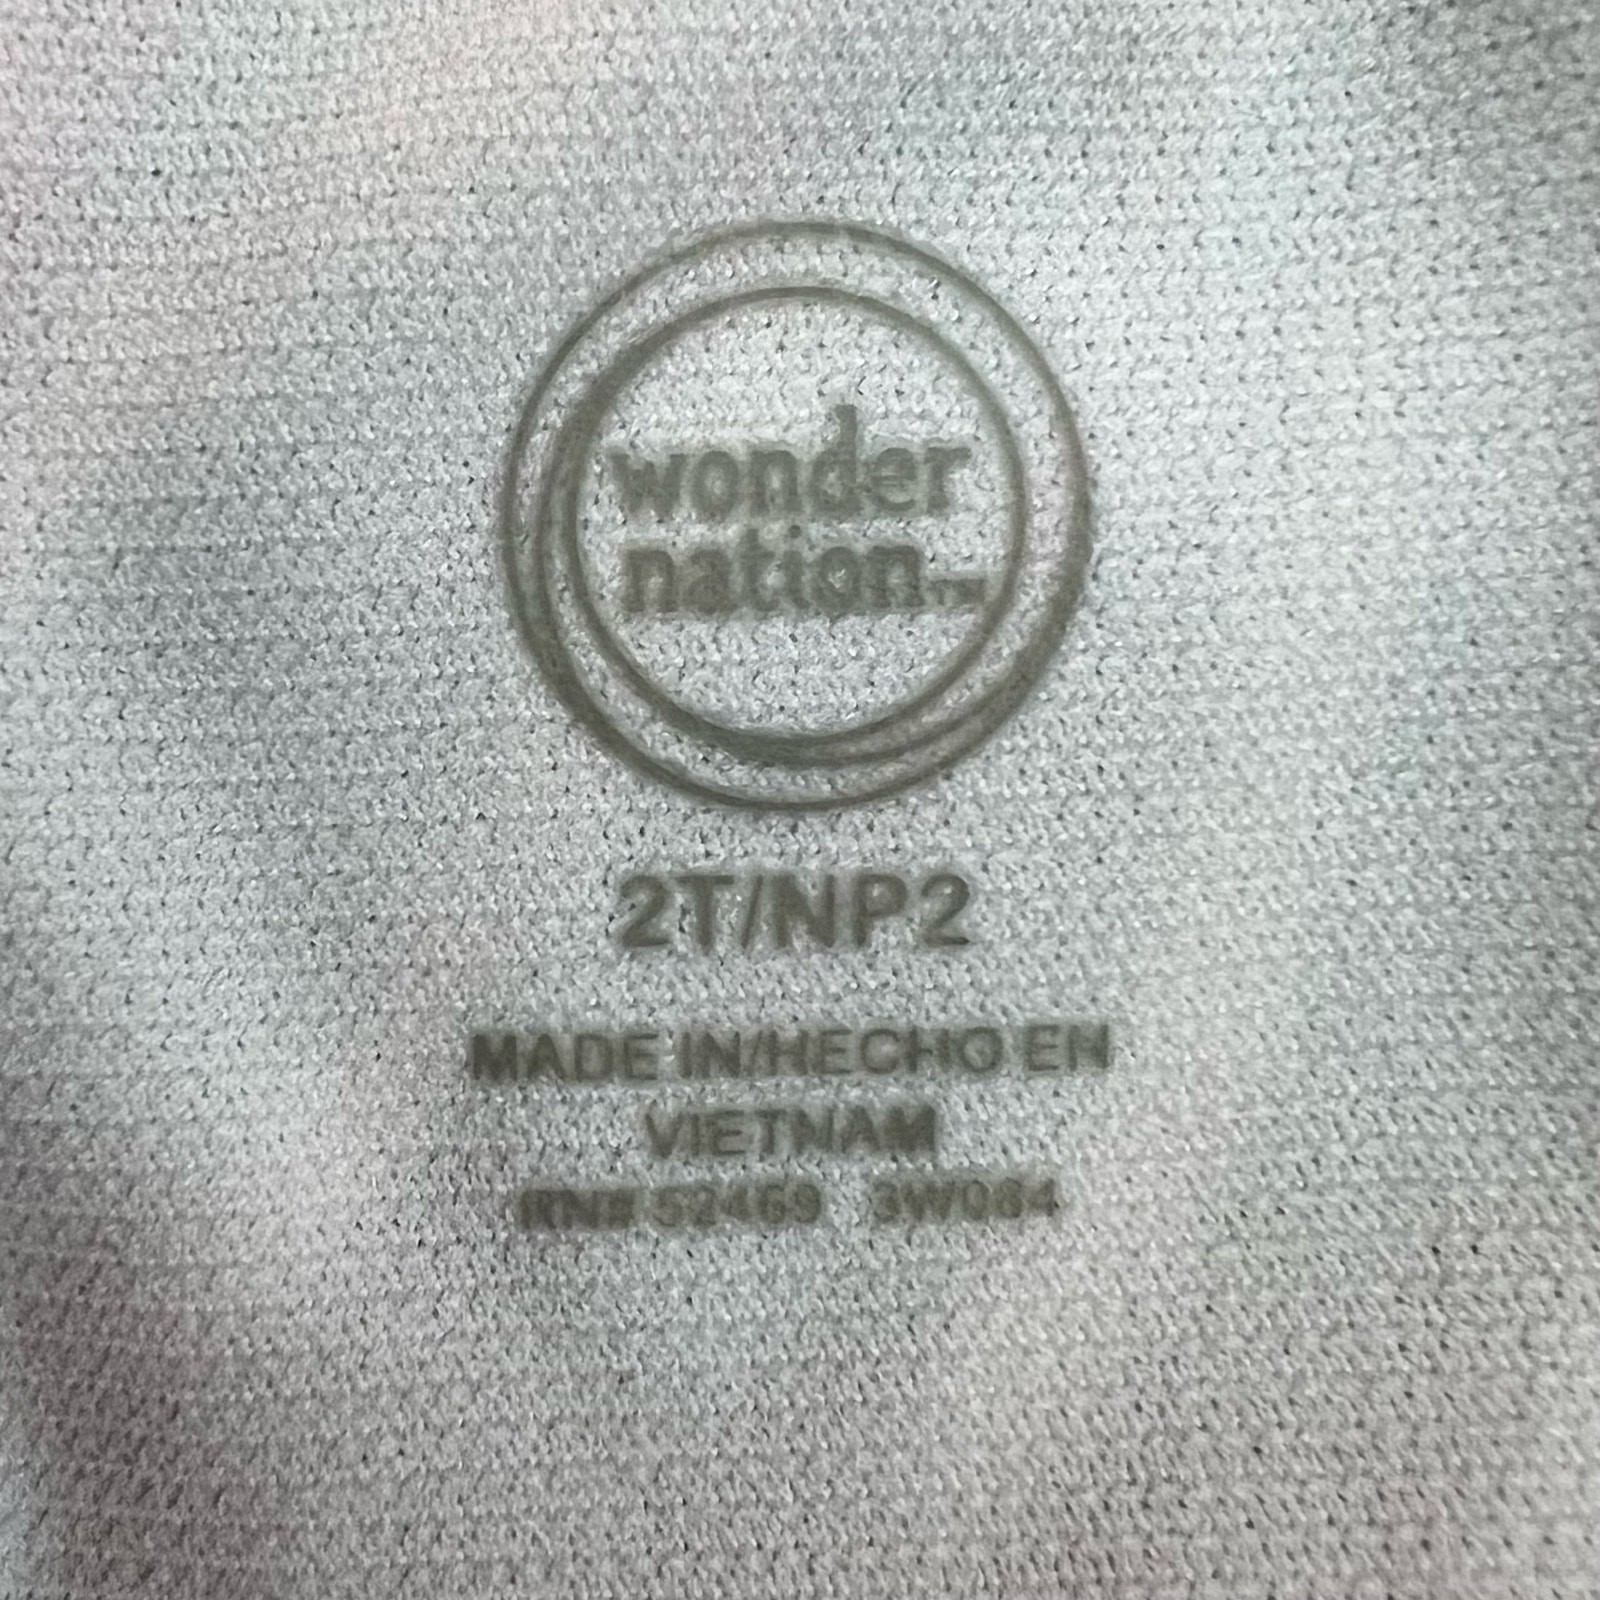 wonder
nation™
2T/NP2
MADE IN/HECHO EN
VIETNAM
RN# 52469 3W084